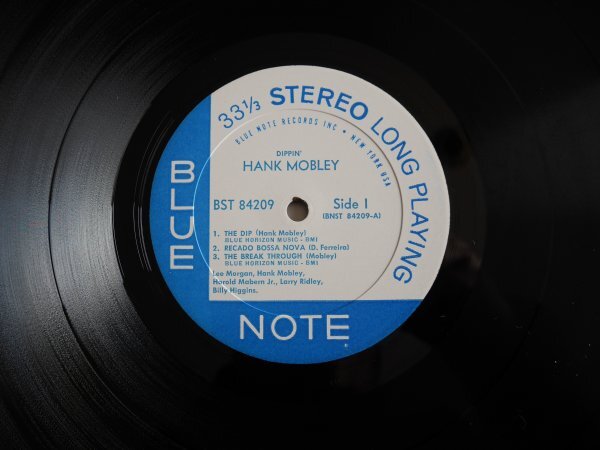 33 1/3 STEREO LONG PLAYING
BLUE NOTE RECORDS INC • NEW YORK USA
DIPPIN'
HANK MOBLEY
BST 84209 Side 1
(BNST 84209-A)
1. THE DIP (Hank Mobley)
BLUE HORIZON MUSIC - BMI
2. RECADO BOSSA NOVA (D. Ferreira)
3. THE BREAK THROUGH (Mobley)
BLUE HORIZON MUSIC - BMI
Lee Morgan, Hank Mobley,
Harold Mabern Jr., Larry Ridley,
Billy Higgins.
BLUE
NOTE